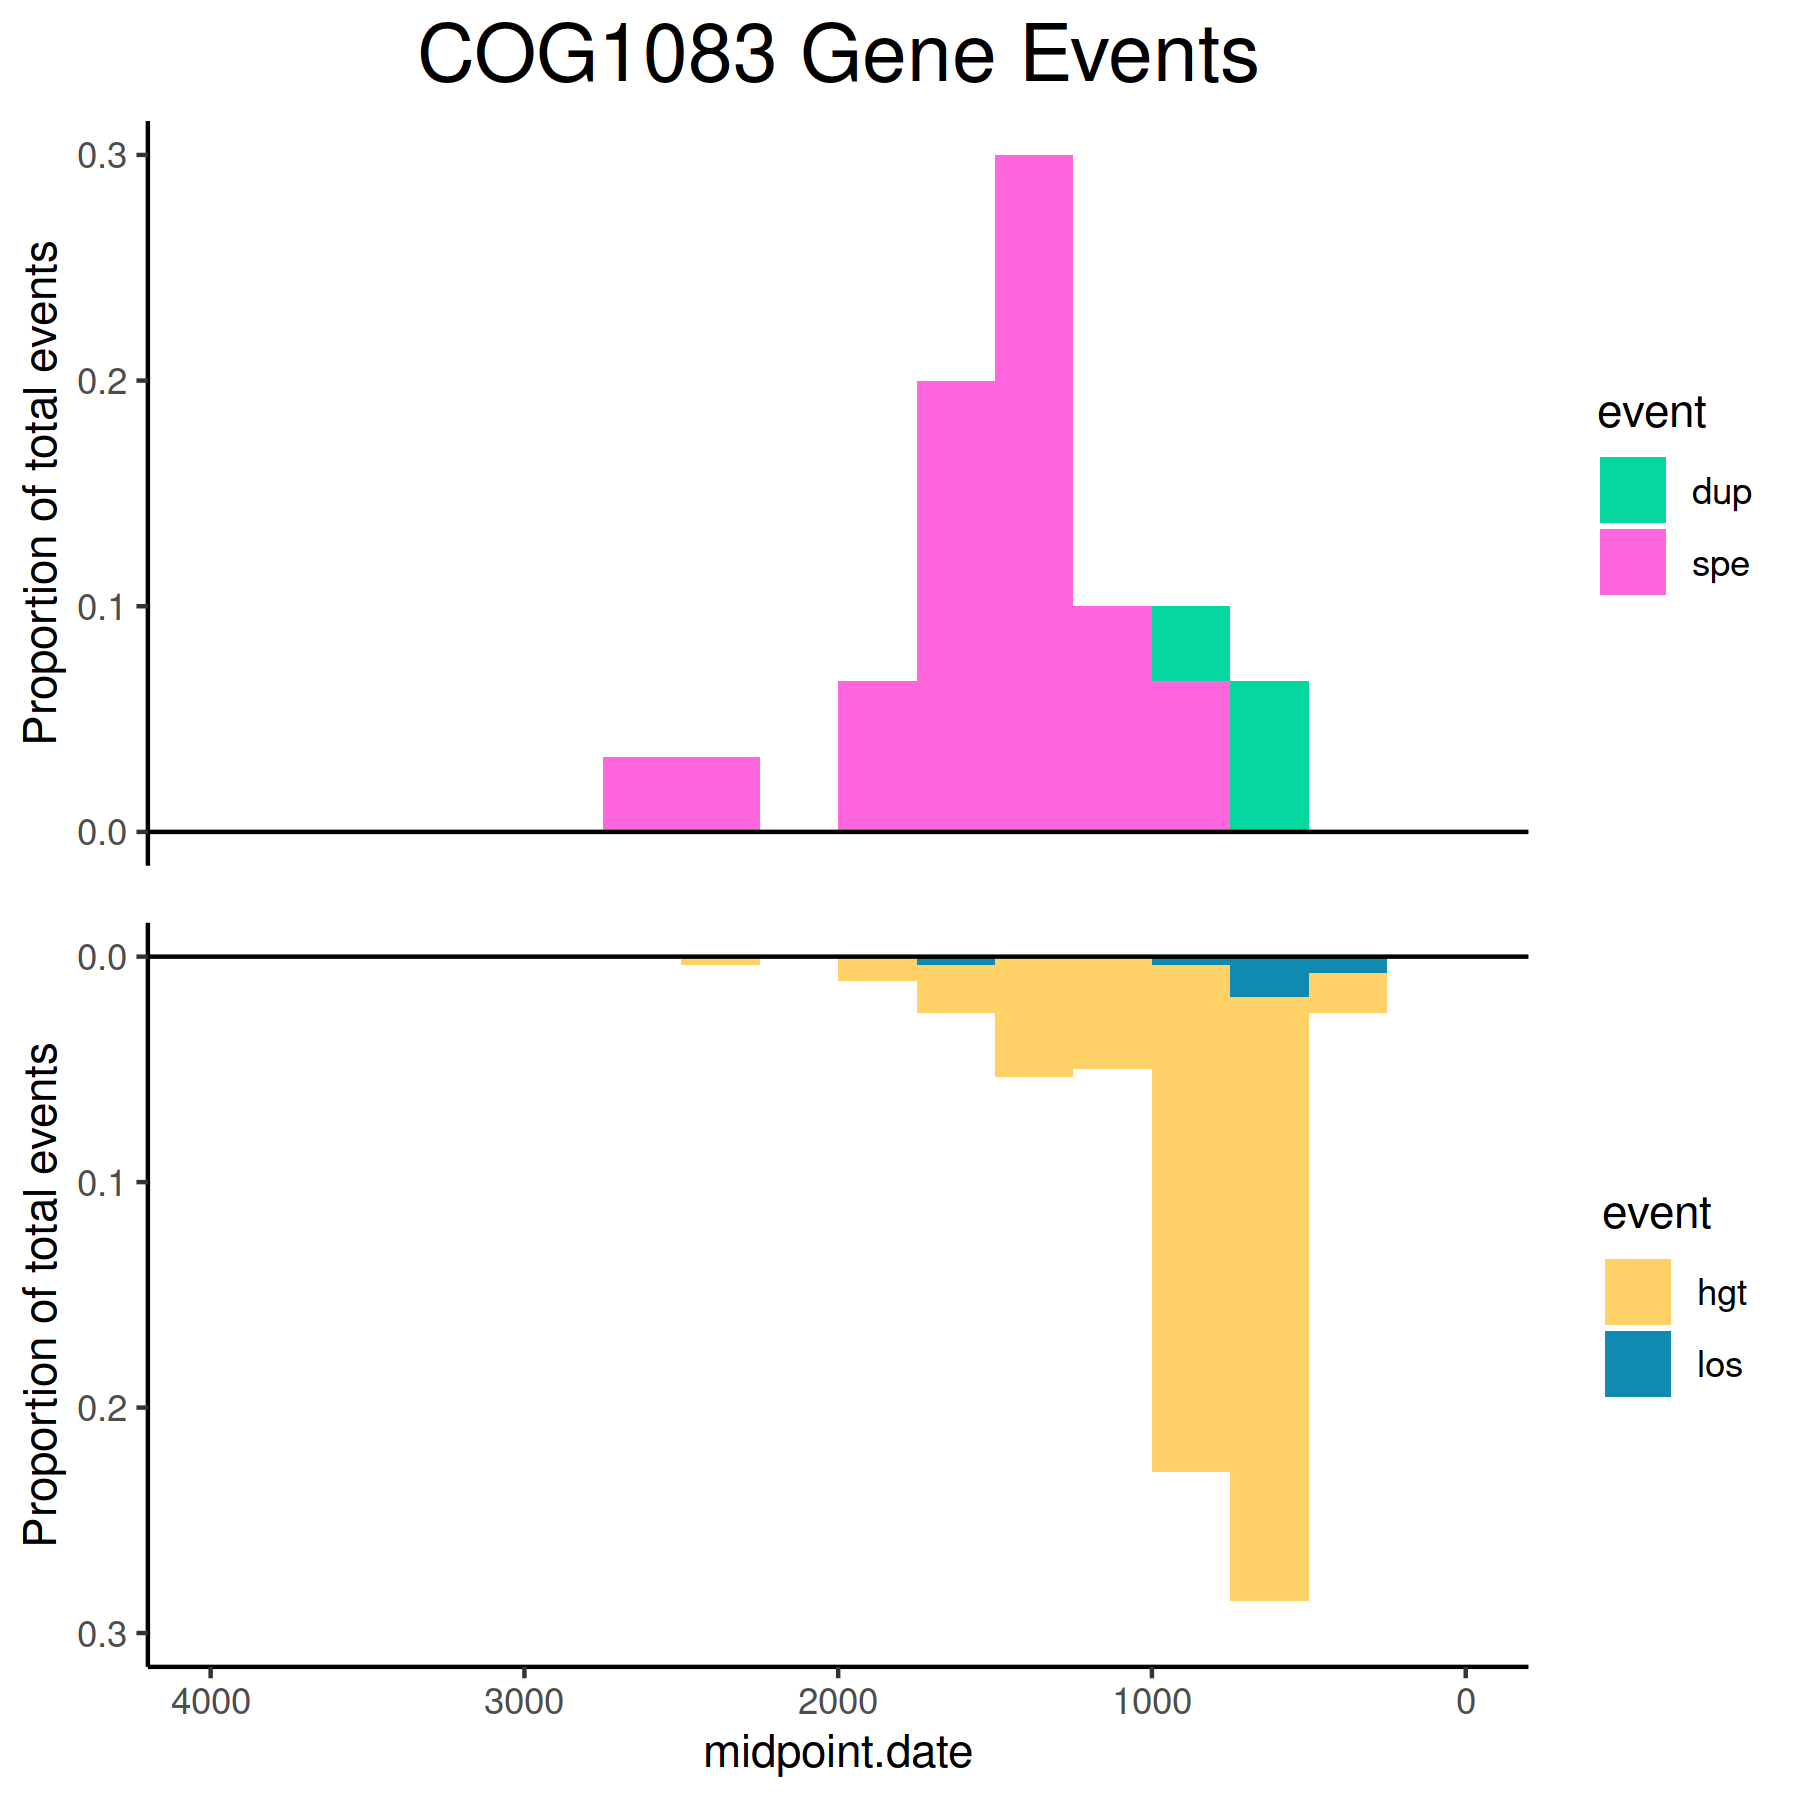 COG1083 Gene Events
Proportion of total events
0.3
0.2
0.1
0.0
event
dup
spe
Proportion of total events
0.0
0.1
0.2
0.3
event
hgt
los
4000 3000 2000 1000 0
midpoint.date